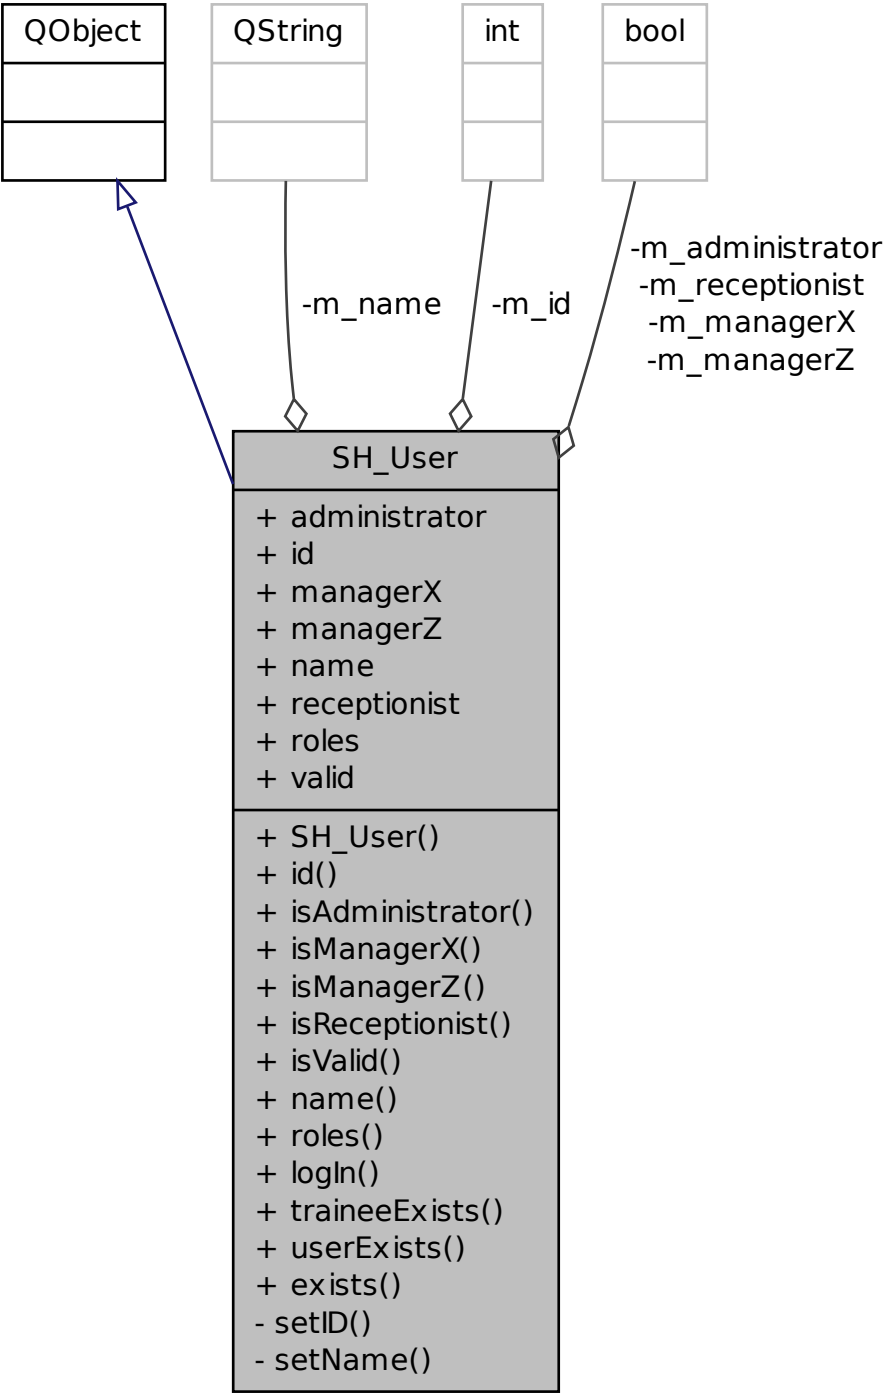 QObject
QString
int
bool
-m_name
-m_id
-m_administrator
-m_receptionist
-m_managerX
-m_managerZ
SH_User
+ administrator
+ id
+ managerX
+ managerZ
+ name
+ receptionist
+ roles
+ valid
+ SH_User()
+ id()
+ isAdministrator()
+ isManagerX()
+ isManagerZ()
+ isReceptionist()
+ isValid()
+ name()
+ roles()
+ logIn()
+ traineeExists()
+ userExists()
+ exists()
- setID()
- setName()